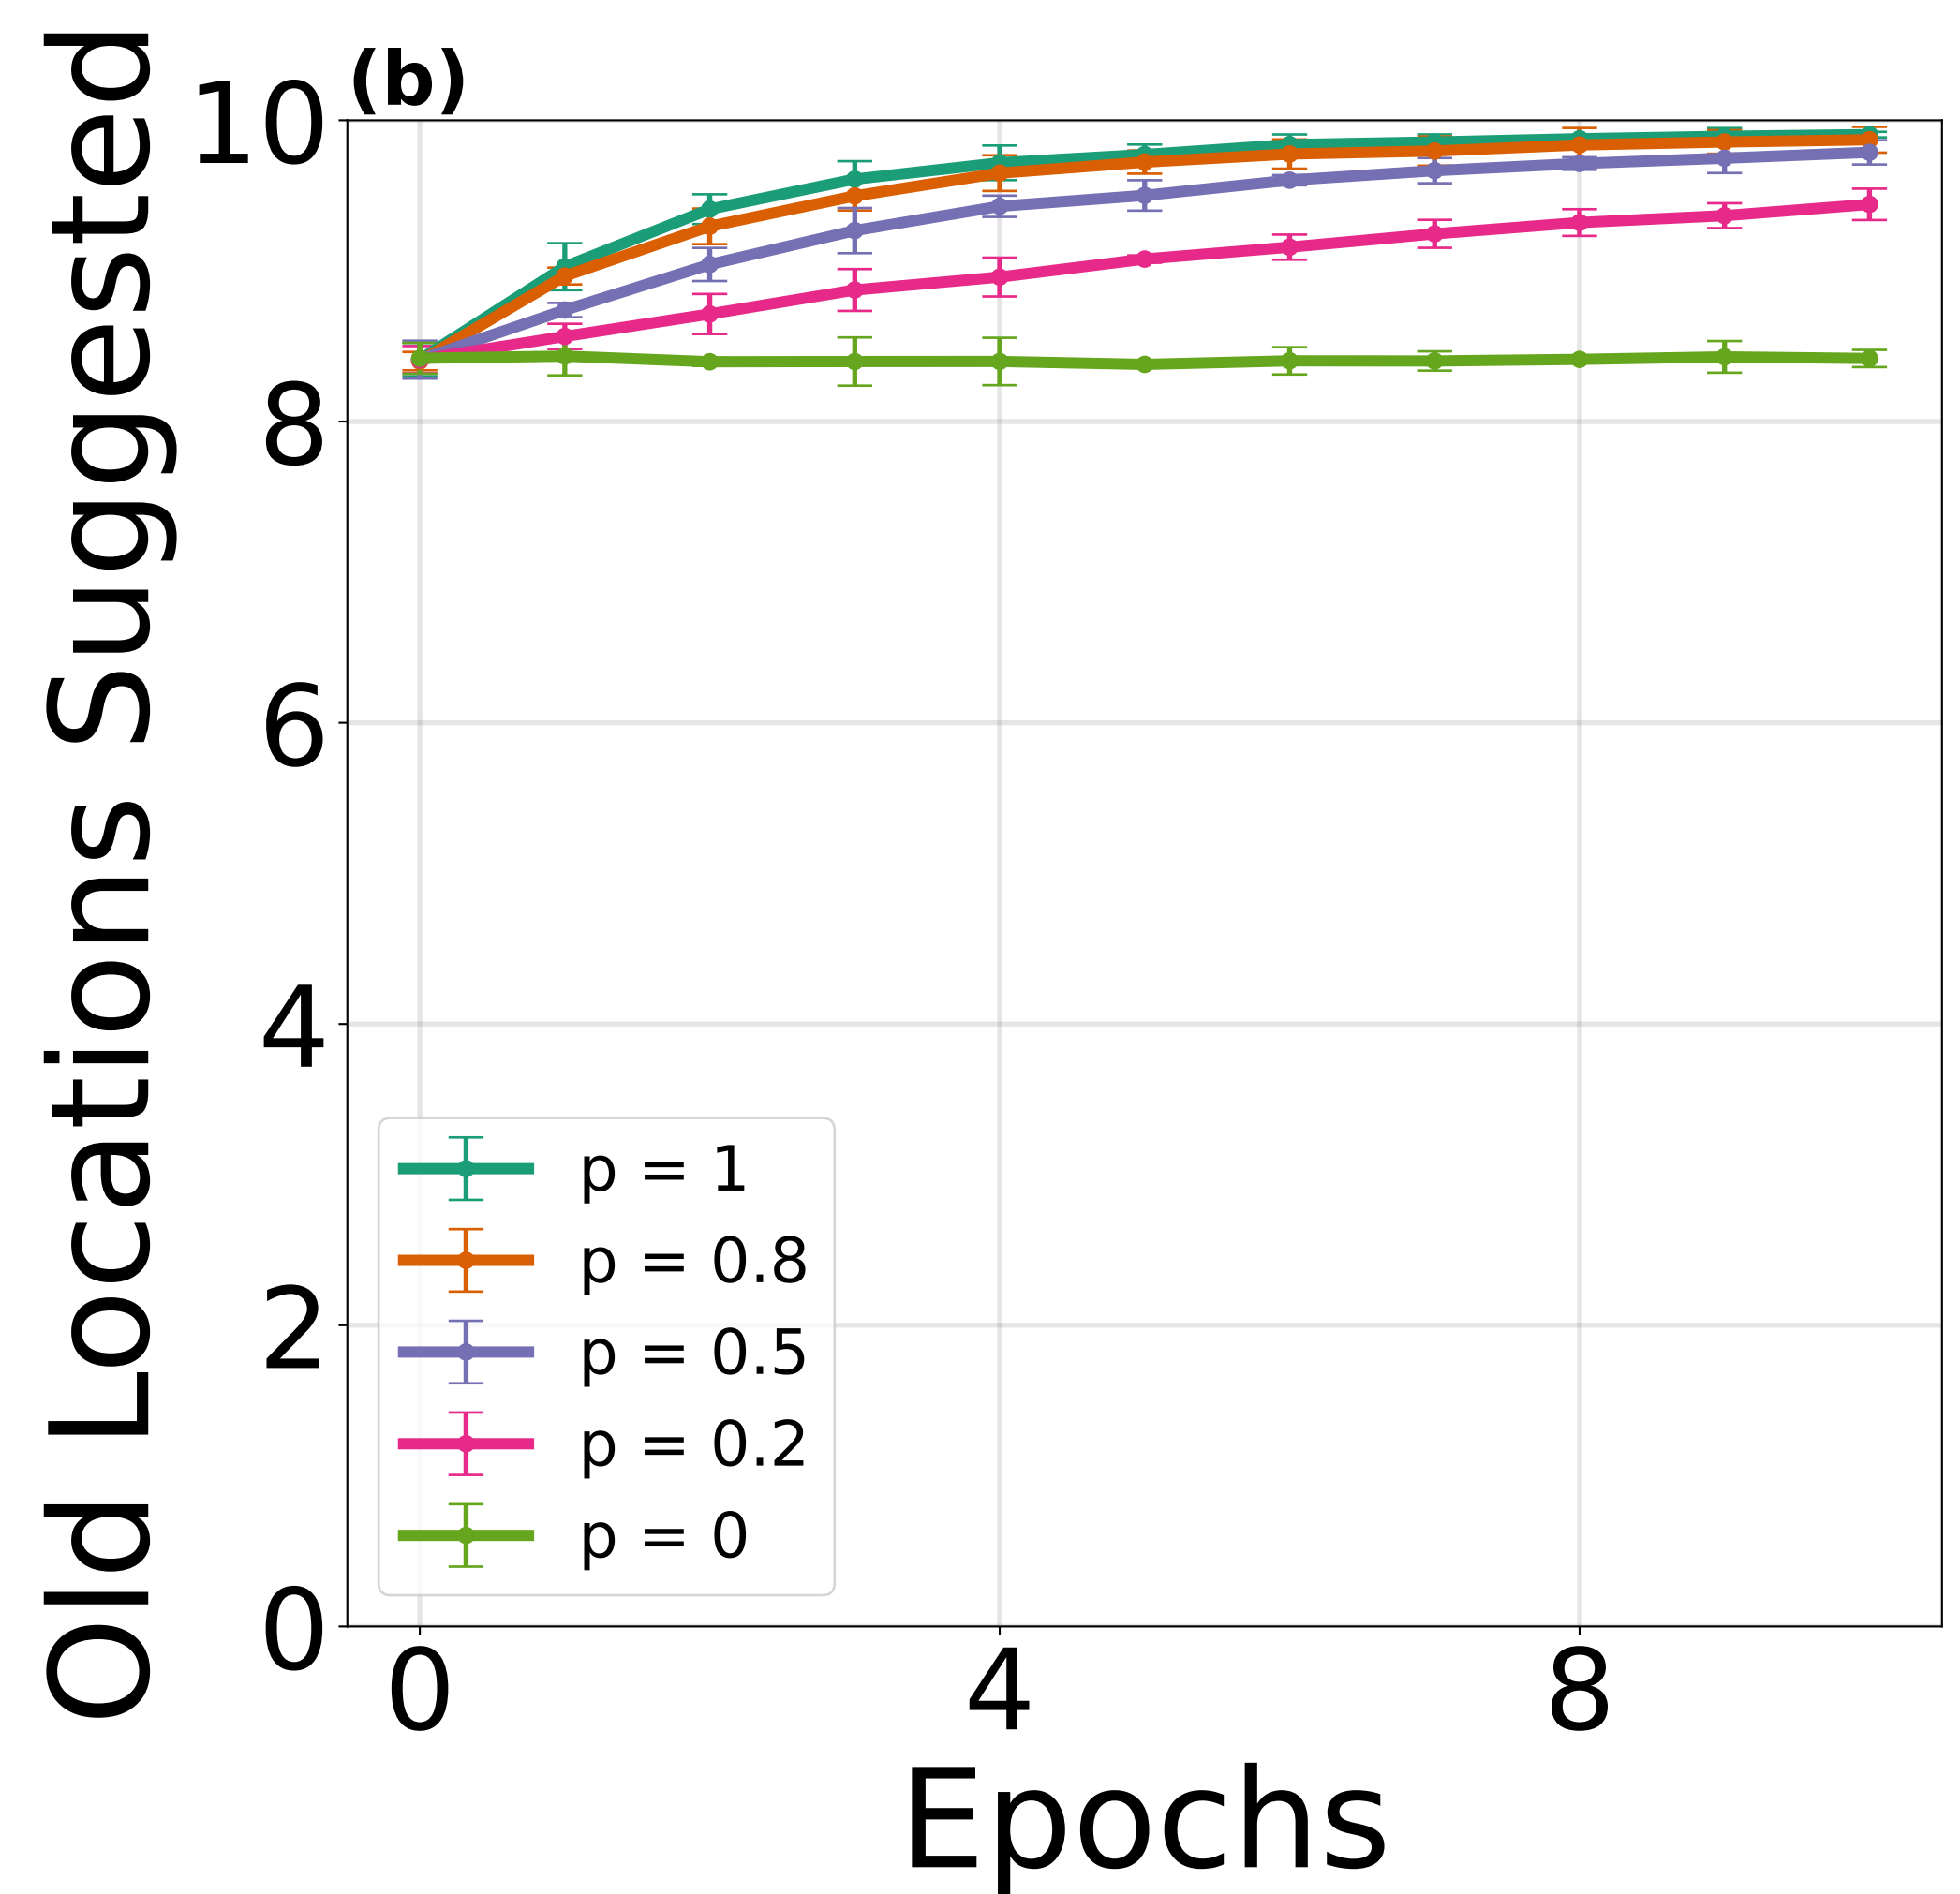 (b)
Old Locations Suggested
10
8
6
4
2
0
p = 1
p = 0.8
p = 0.5
p = 0.2
p = 0
0 4 8
Epochs